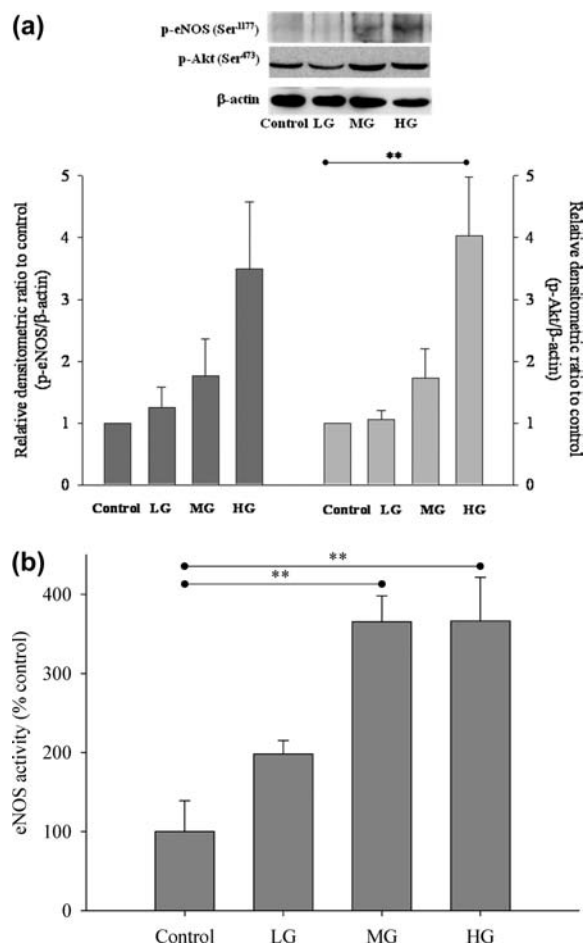 (a)
p-eNOS (Ser1177)
p-Akt (Ser473)
β-actin
Control LG MG HG
**
5 5
4 4
3 3
2 2
1 1
0 0
Relative densitometric ratio to control
(p-eNOS/β-actin)
Relative densitometric ratio to control
(p-Akt/β-actin)
Control LG MG HG Control LG MG HG
(b)
**
**
400
300
200
100
0
eNOS activity (% control)
Control LG MG HG